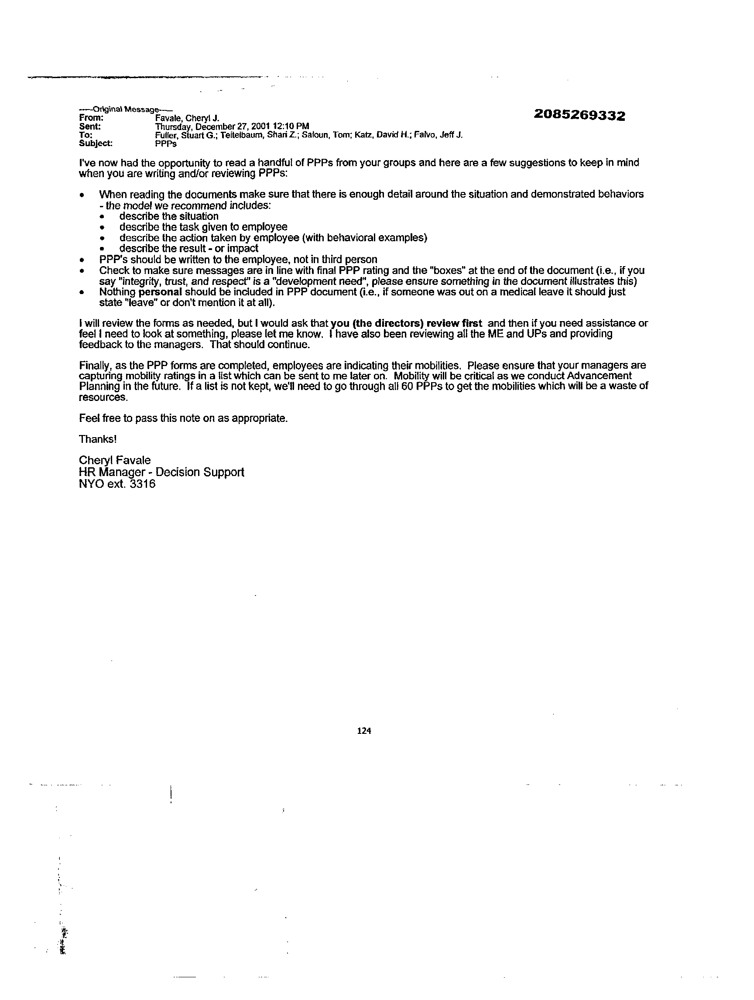 -----Original Message-----
2085269332
From: Favale, Cheryl J.
Sent: Thursday, December 27, 2001 12:10 PM
To: Fuller, Stuart G.; Teitelbaum, Shari Z.; Saloun, Tom; Katz, David H.; Falvo, Jeff J.
Subject: PPPs
I've now had the opportunity to read a handful of PPPs from your groups and here are a few suggestions to keep in mind
when you are writing and/or reviewing PPPs:
• When reading the documents make sure that there is enough detail around the situation and demonstrated behaviors
- the model we recommend includes:
• describe the situation
• describe the task given to employee
• describe the action taken by employee (with behavioral examples)
• describe the result - or impact
• PPP's should be written to the employee, not in third person
• Check to make sure messages are in line with final PPP rating and the "boxes" at the end of the document (i.e., if you
say "integrity, trust, and respect" is a "development need", please ensure something in the document illustrates this)
• Nothing personal should be included in PPP document (i.e., if someone was out on a medical leave it should just
state "leave" or don't mention it at all).
I will review the forms as needed, but I would ask that you (the directors) review first and then if you need assistance or
feel I need to look at something, please let me know. I have also been reviewing all the ME and UPs and providing
feedback to the managers. That should continue.
Finally, as the PPP forms are completed, employees are indicating their mobilities. Please ensure that your managers are
capturing mobility ratings in a list which can be sent to me later on. Mobility will be critical as we conduct Advancement
Planning in the future. If a list is not kept, we'll need to go through all 60 PPPs to get the mobilities which will be a waste of
resources.
Feel free to pass this note on as appropriate.
Thanks!
Cheryl Favale
HR Manager - Decision Support
NYO ext. 3316
124